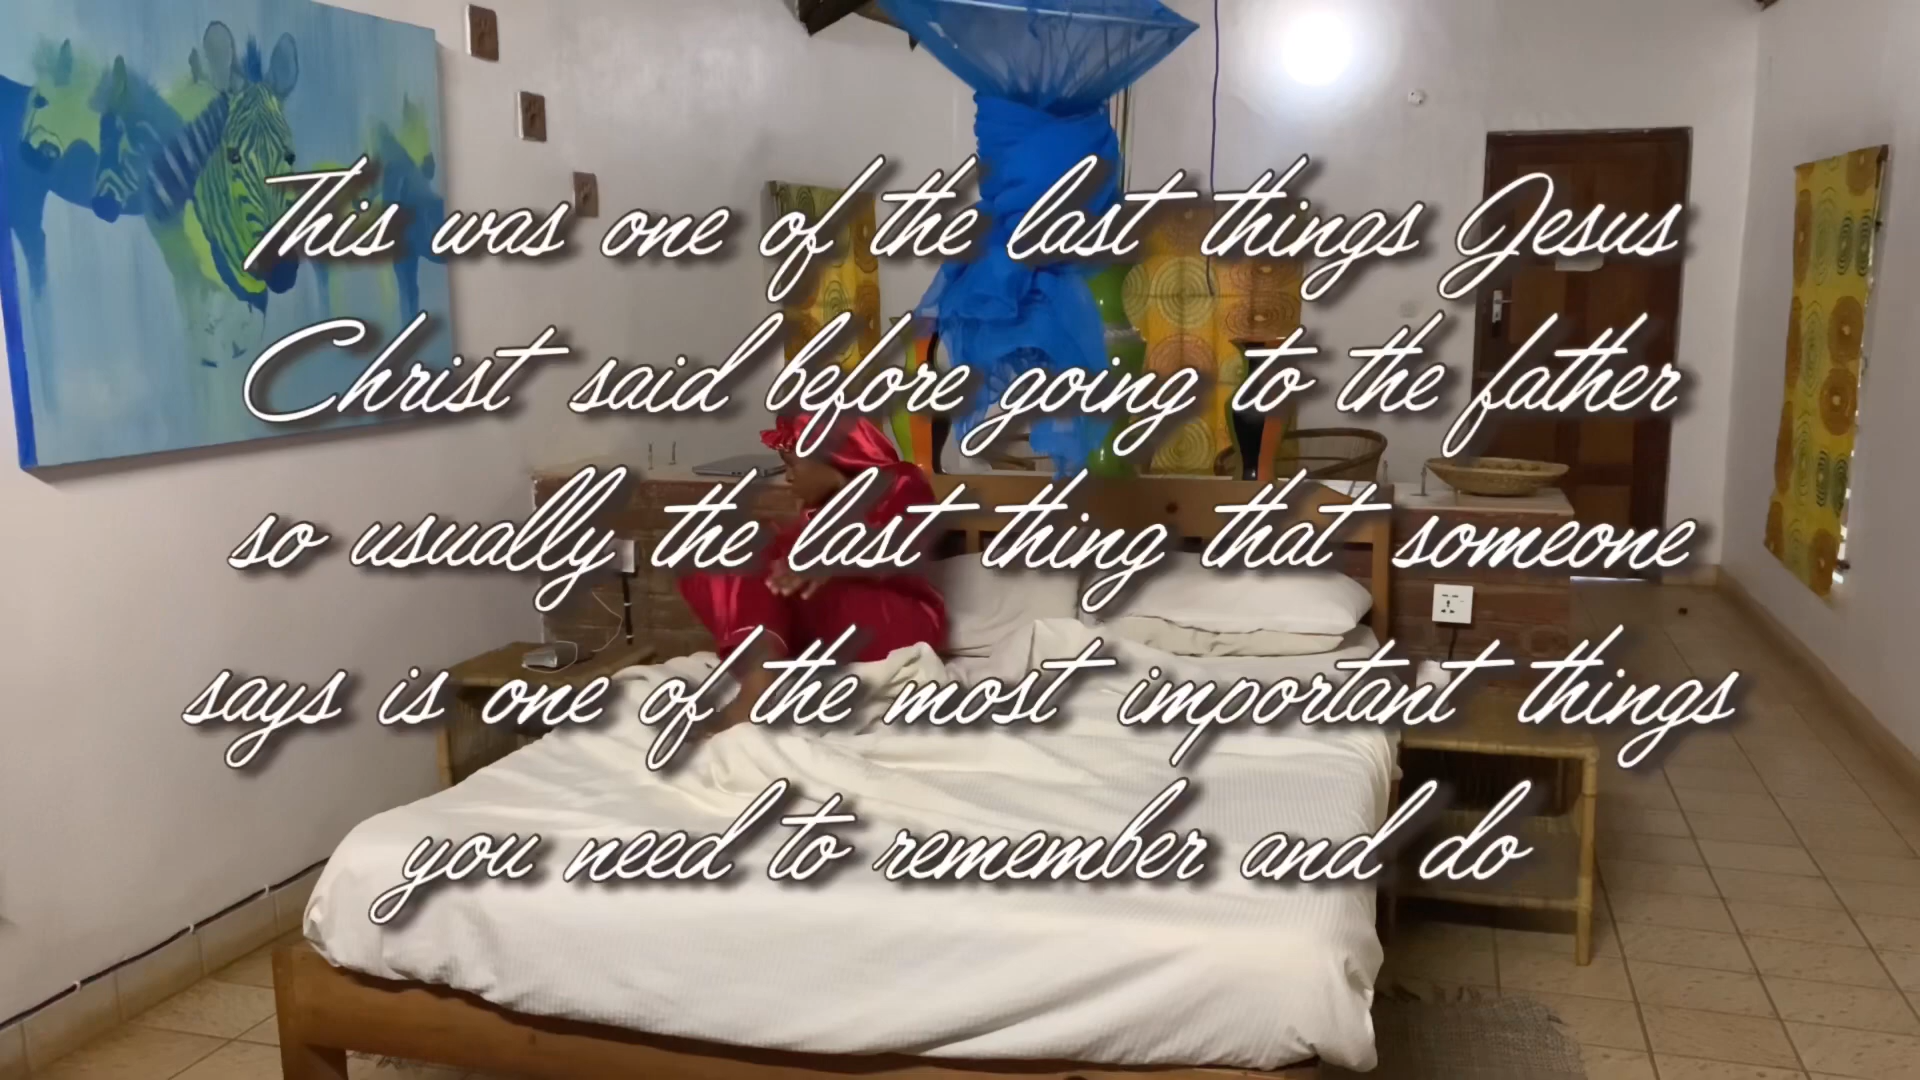 This was one of the last things Jesus
Christ said before going to the father
so usually the last thing that someone
says is one of the most important things
you need to remember and do